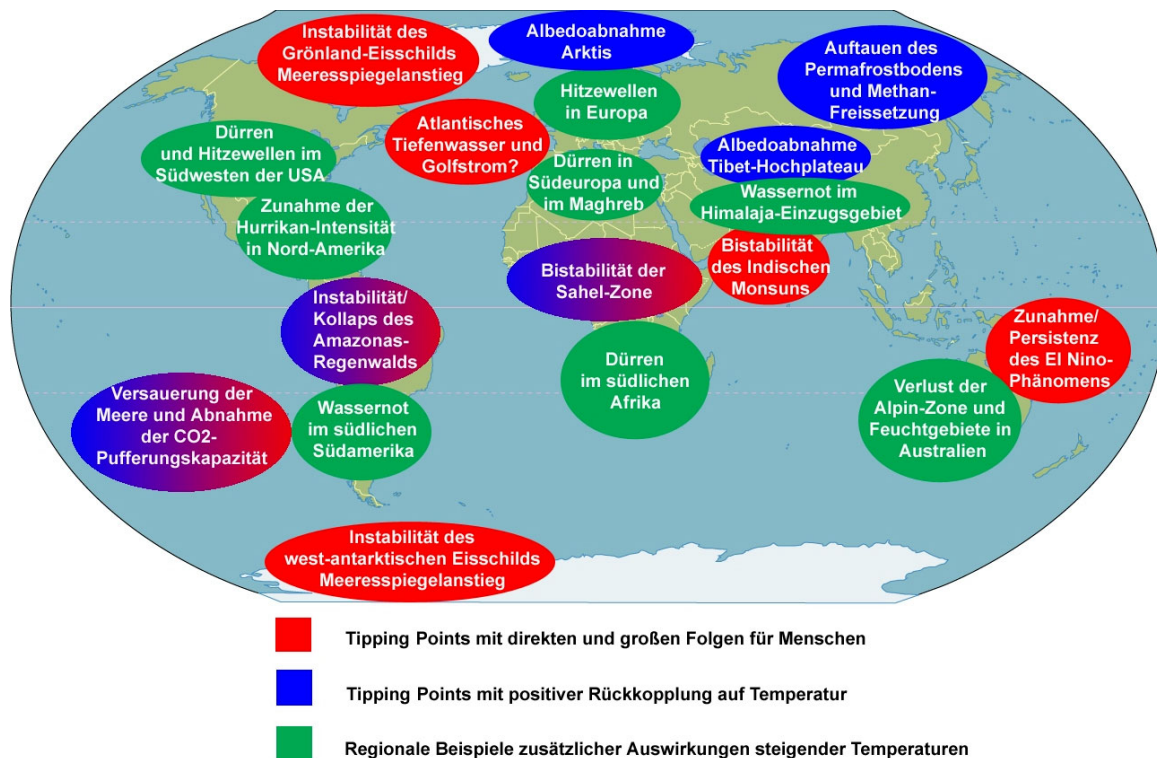 Instabilität des
Grönland-Eisschilds
Meeresspiegelanstieg
Albedoabnahme
Arktis
Auftauen des
Permafrostbodens
und Methan-
Freissetzung
Hitzewellen
in Europa
Atlantisches
Tiefenwasser und
Golfstrom?
Dürren
und Hitzewellen im
Südwesten der USA
Albedoabnahme
Tibet-Hochplateau
Dürren in
Südeuropa und
im Maghreb
Wassernot im
Himalaja-Einzugsgebiet
Zunahme der
Hurrikan-Intensität
in Nord-Amerika
Bistabilität
des Indischen
Monsuns
Bistabilität der
Sahel-Zone
Instabilität/
Kollaps des
Amazonas-
Regenwalds
Zunahme/
Persistenz
des El Nino-
Phänomens
Dürren
im südlichen
Afrika
Verlust der
Alpin-Zone und
Feuchtgebiete in
Australien
Versauerung der
Meere und Abnahme
der CO2-
Pufferungskapazität
Wassernot
im südlichen
Südamerika
Instabilität des
west-antarktischen Eisschilds
Meeresspiegelanstieg
Tipping Points mit direkten und großen Folgen für Menschen
Tipping Points mit positiver Rückkopplung auf Temperatur
Regionale Beispiele zusätzlicher Auswirkungen steigender Temperaturen